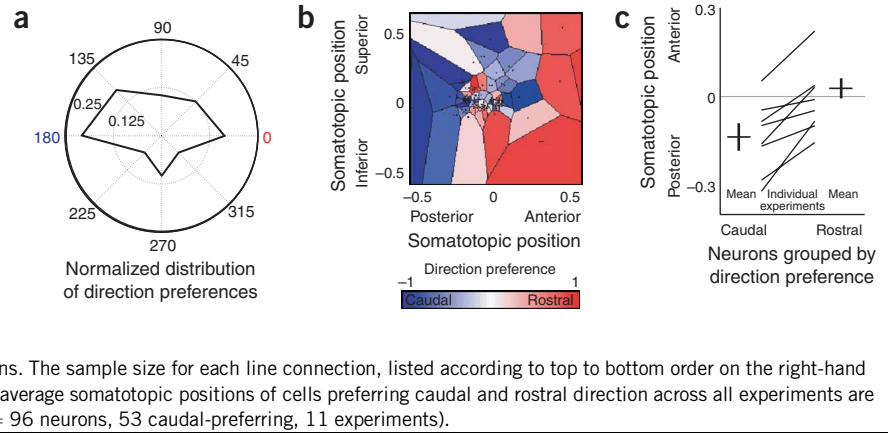 a
90
135
45
0.25
0.125
180
0
225
315
270
Normalized distribution
of direction preferences
b
Somatotopic position
Inferior
Superior
0.5
0
−0.5
−0.5
0
0.5
Posterior
Anterior
Somatotopic position
Direction preference
−1
1
Caudal
Rostral
c
Somatotopic position
Posterior
Anterior
0.3
0
−0.3
Mean
Individual
experiments
Mean
Caudal
Rostral
Neurons grouped by
direction preference
ns. The sample size for each line connection, listed according to top to bottom order on the right-hand
average somatotopic positions of cells preferring caudal and rostral direction across all experiments are
= 96 neurons, 53 caudal-preferring, 11 experiments).